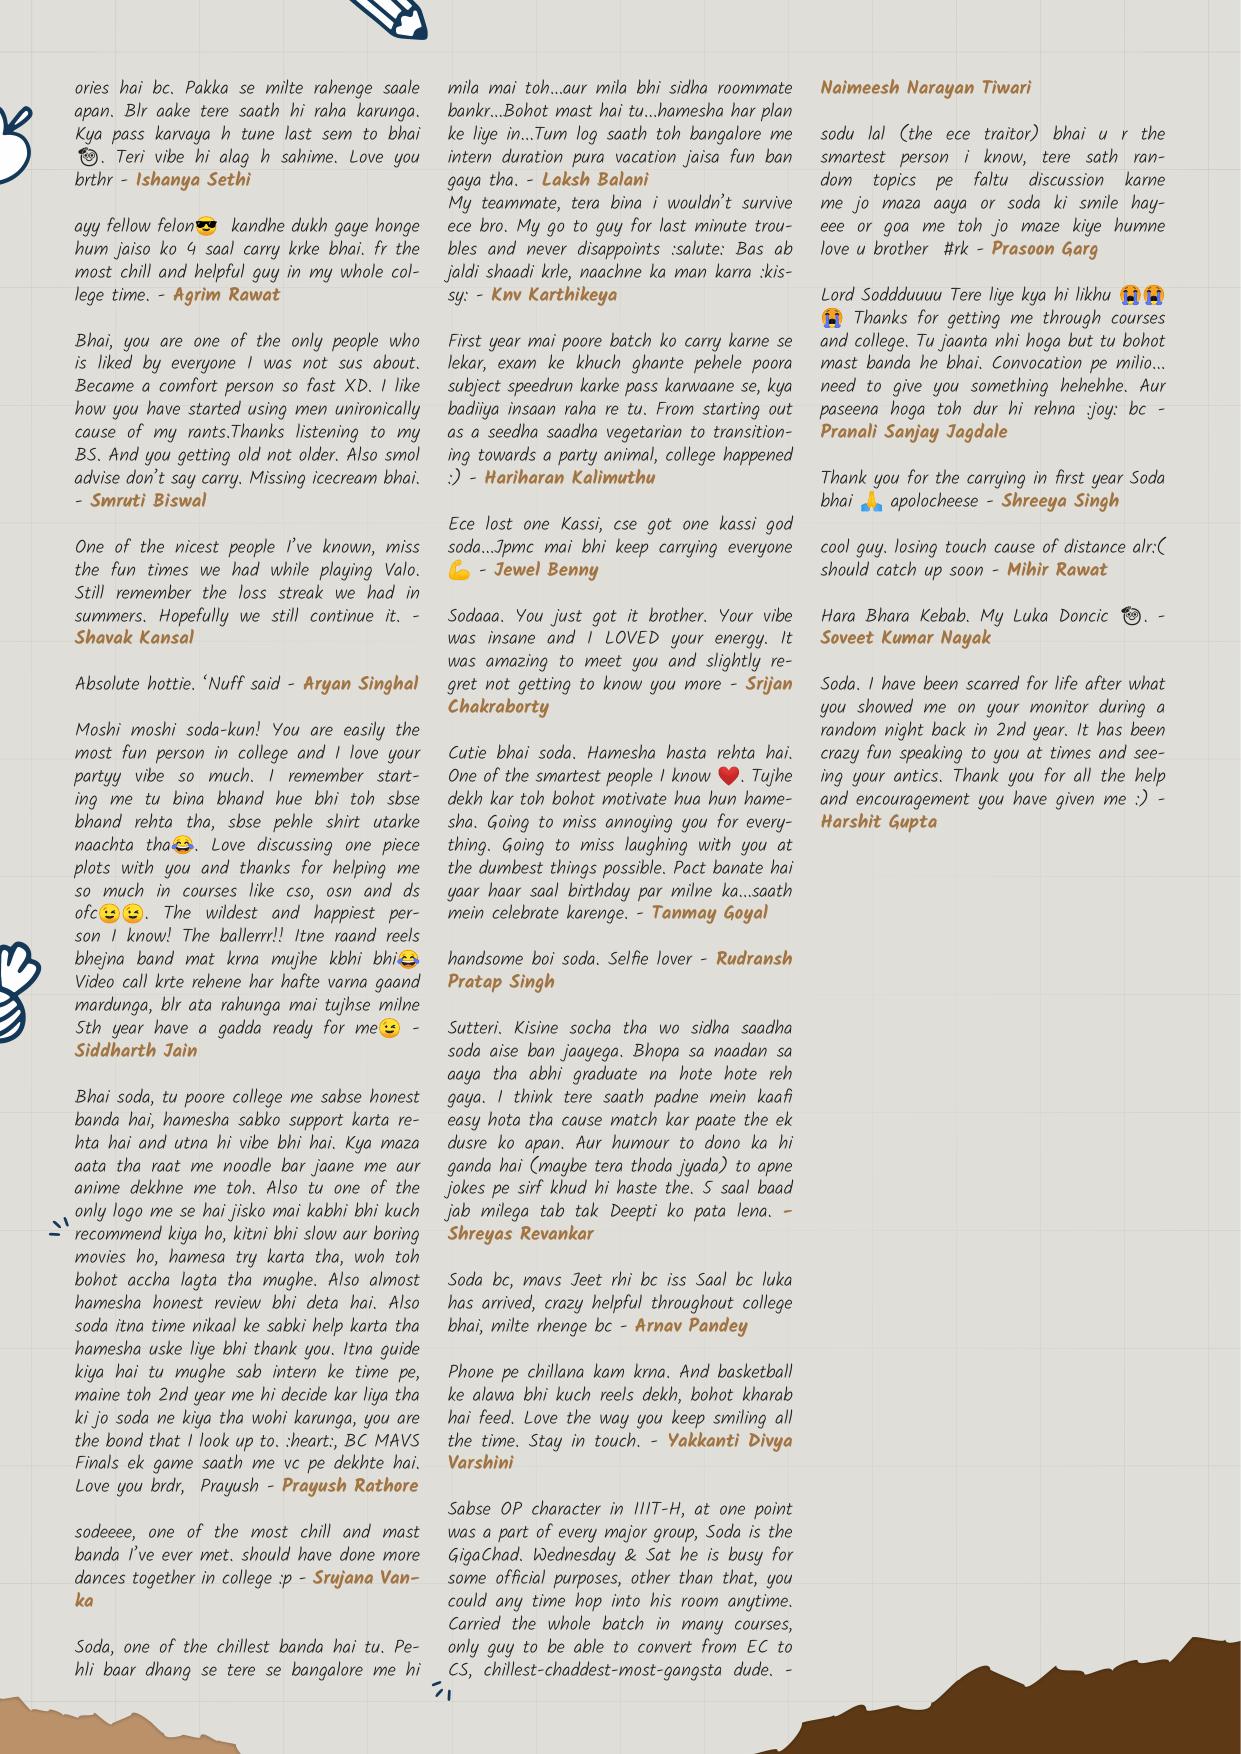 ories hai bc. Pakka se milte rahenge saale
apan. Blr aake tere saath hi raha karunga.
Kya pass karvaya h tune last sem to bhai
. Teri vibe hi alag h sahime. Love you
brthr - Ishanya Sethi
ayy fellow felon😎 kandhe dukh gaye honge
hum jaiso ko 4 saal carry krke bhai. fr the
most chill and helpful guy in my whole col-
lege time. - Agrim Rawat
Bhai, you are one of the only people who
is liked by everyone I was not sus about.
Became a comfort person so fast XD. I like
how you have started using men unironically
cause of my rants.Thanks listening to my
BS. And you getting old not older. Also smol
advise don't say carry. Missing icecream bhai.
- Smruti Biswal
One of the nicest people I've known, miss
the fun times we had while playing Valo.
Still remember the loss streak we had in
summers. Hopefully we still continue it. -
Shavak Kansal
Absolute hottie. 'Nuff said - Aryan Singhal
Moshi moshi soda-kun! You are easily the
most fun person in college and I love your
partyy vibe so much. I remember start-
ing me tu bina bhand hue bhi toh sbse
bhand rehta tha, sbse pehle shirt utarke
naachta tha😂. Love discussing one piece
plots with you and thanks for helping me
so much in courses like cso, osn and ds
ofc😉😉. The wildest and happiest per-
son I know! The ballerrr!! Itne raand reels
bhejna band mat krna mujhe kbhi bhi😂
Video call krte rehene har hafte varna gaand
mardunga, blr ata rahunga mai tujhse milne
5th year have a gadda ready for me😉 -
Siddharth Jain
Bhai soda, tu poore college me sabse honest
banda hai, hamesha sabko support karta re-
hta hai and utna hi vibe bhi hai. Kya maza
aata tha raat me noodle bar jaane me aur
anime dekhne me toh. Also tu one of the
only logo me se hai jisko mai kabhi bhi kuch
recommend kiya ho, kitni bhi slow aur boring
movies ho, hamesa try karta tha, woh toh
bohot accha lagta tha mughe. Also almost
hamesha honest review bhi deta hai. Also
soda itna time nikaal ke sabki help karta tha
hamesha uske liye bhi thank you. Itna guide
kiya hai tu mughe sab intern ke time pe,
maine toh 2nd year me hi decide kar liya tha
ki jo soda ne kiya tha wohi karunga, you are
the bond that I look up to. :heart:, BC MAVS
Finals ek game saath me vc pe dekhte hai.
Love you brdr, Prayush - Prayush Rathore
sodeeee, one of the most chill and mast
banda I've ever met. should have done more
dances together in college :p - Srujana Van-
ka
Soda, one of the chillest banda hai tu. Pe-
hli baar dhang se tere se bangalore me hi
mila mai toh...aur mila bhi sidha roommate
bankr...Bohot mast hai tu...hamesha har plan
ke liye in...Tum log saath toh bangalore me
intern duration pura vacation jaisa fun ban
gaya tha. - Laksh Balani
My teammate, tera bina i wouldn't survive
ece bro. My go to guy for last minute trou-
bles and never disappoints :salute: Bas ab
jaldi shaadi krle, naachne ka man karra :kis-
sy: - Knv Karthikeya
First year mai poore batch ko carry karne se
lekar, exam ke khuch ghante pehele poora
subject speedrun karke pass karwaane se, kya
badiiya insaan raha re tu. From starting out
as a seedha saadha vegetarian to transition-
ing towards a party animal, college happened
:) - Hariharan Kalimuthu
Ece lost one Kassi, cse got one kassi god
soda...Jpmc mai bhi keep carrying everyone
💪 - Jewel Benny
Sodaaa. You just got it brother. Your vibe
was insane and I LOVED your energy. It
was amazing to meet you and slightly re-
gret not getting to know you more - Srijan
Chakraborty
Cutie bhai soda. Hamesha hasta rehta hai.
One of the smartest people I know ❤️. Tujhe
dekh kar toh bohot motivate hua hun hame-
sha. Going to miss annoying you for every-
thing. Going to miss laughing with you at
the dumbest things possible. Pact banate hai
yaar haar saal birthday par milne ka...saath
mein celebrate karenge. - Tanmay Goyal
handsome boi soda. Selfie lover - Rudransh
Pratap Singh
Sutteri. Kisine socha tha wo sidha saadha
soda aise ban jaayega. Bhopa sa naadan sa
aaya tha abhi graduate na hote hote reh
gaya. I think tere saath padne mein kaafi
easy hota tha cause match kar paate the ek
dusre ko apan. Aur humour to dono ka hi
ganda hai (maybe tera thoda jyada) to apne
jokes pe sirf khud hi haste the. 5 saal baad
jab milega tab tak Deepti ko pata lena. -
Shreyas Revankar
Soda bc, mavs Jeet rhi bc iss Saal bc luka
has arrived, crazy helpful throughout college
bhai, milte rhenge bc - Arnav Pandey
Phone pe chillana kam krna. And basketball
ke alawa bhi kuch reels dekh, bohot kharab
hai feed. Love the way you keep smiling all
the time. Stay in touch. - Yakkanti Divya
Varshini
Sabse OP character in IIIT-H, at one point
was a part of every major group, Soda is the
GigaChad. Wednesday & Sat he is busy for
some official purposes, other than that, you
could any time hop into his room anytime.
Carried the whole batch in many courses,
only guy to be able to convert from EC to
CS, chillest-chaddest-most-gangsta dude. -
Naimeesh Narayan Tiwari
sodu lal (the ece traitor) bhai u r the
smartest person i know, tere sath ran-
dom topics pe faltu discussion karne
me jo maza aaya or soda ki smile hay-
eee or goa me toh jo maze kiye humne
love u brother #rk - Prasoon Garg
Lord Soddduuuu Tere liye kya hi likhu 😭😭
😭 Thanks for getting me through courses
and college. Tu jaanta nhi hoga but tu bohot
mast banda he bhai. Convocation pe milio...
need to give you something hehehhe. Aur
paseena hoga toh dur hi rehna :joy: bc -
Pranali Sanjay Jagdale
Thank you for the carrying in first year Soda
bhai 🙏 apolocheese - Shreeya Singh
cool guy. losing touch cause of distance alr:(
should catch up soon - Mihir Rawat
Hara Bhara Kebab. My Luka Doncic . -
Soveet Kumar Nayak
Soda. I have been scarred for life after what
you showed me on your monitor during a
random night back in 2nd year. It has been
crazy fun speaking to you at times and see-
ing your antics. Thank you for all the help
and encouragement you have given me :) -
Harshit Gupta